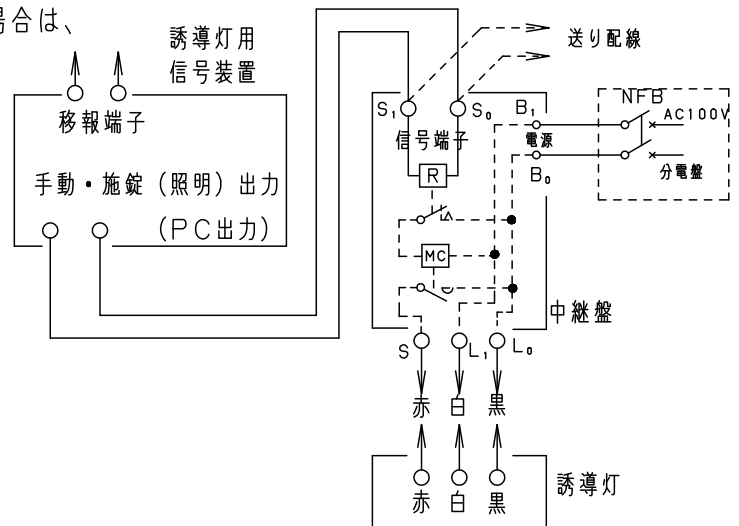 場合は、
誘導灯用
信号装置
移報端子
手動・施錠（照明）出力
（PC出力）
送り配線
S₁
S₀
信号端子
B₁
電源
B₀
NFB
AC100V
分電盤
R
MC
中継盤
S
L₁
L₀
赤
白
黒
誘導灯
赤
白
黒